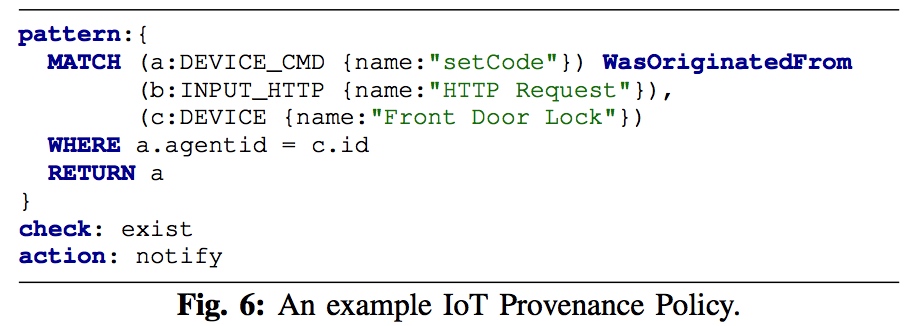 pattern:{
MATCH (a:DEVICE_CMD {name:"setCode"}) WasOriginatedFrom
(b:INPUT_HTTP {name:"HTTP Request"}),
(c:DEVICE {name:"Front Door Lock"})
WHERE a.agentid = c.id
RETURN a
}
check: exist
action: notify
Fig. 6: An example IoT Provenance Policy.